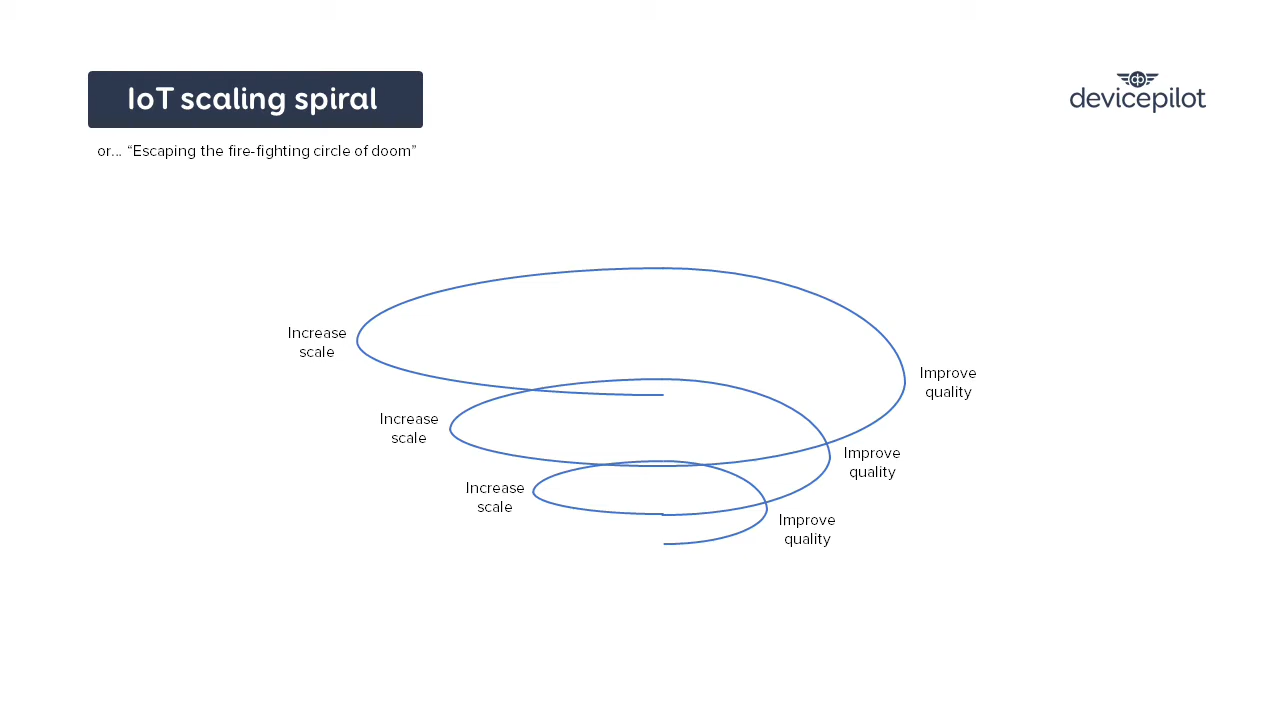 IoT scaling spiral
devicepilot
or... “Escaping the fire-fighting circle of doom”
Increase
scale
Improve
quality
Increase
scale
Improve
quality
Increase
scale
Improve
quality